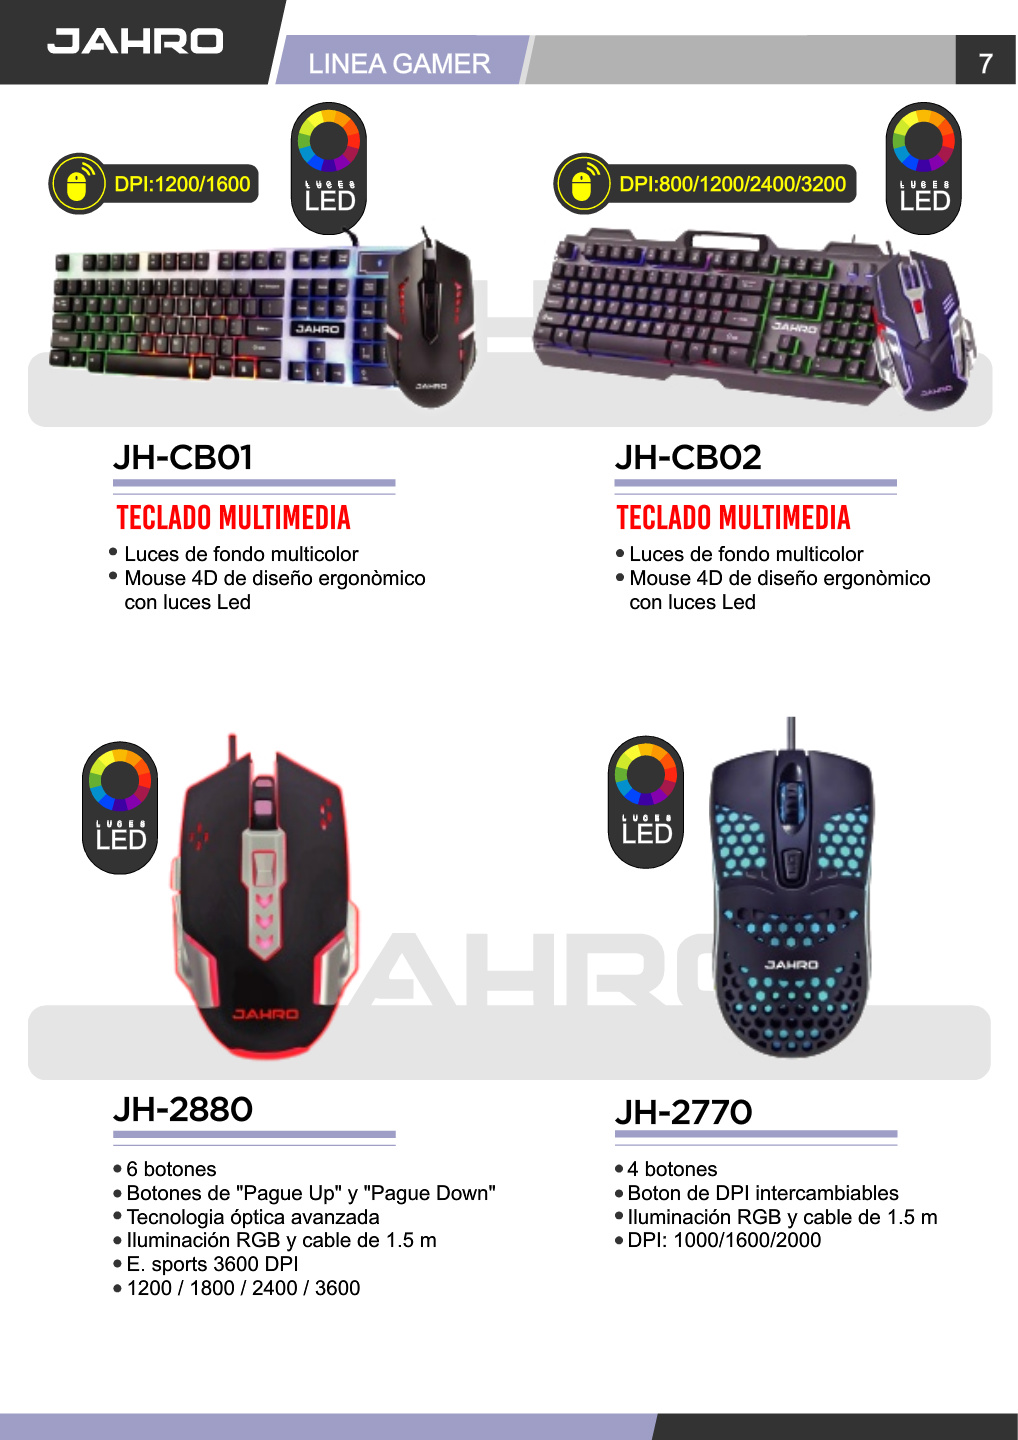 JAHRO
LINEA GAMER
7
DPI:1200/1600
LUCES
LED
DPI:800/1200/2400/3200
LUCES
LED
JAHRO
JAHRO
JAHRO
JAHRO
JH-CB01
JH-CB02
TECLADO MULTIMEDIA
Luces de fondo multicolor
Mouse 4D de diseño ergonòmico
con luces Led
TECLADO MULTIMEDIA
Luces de fondo multicolor
Mouse 4D de diseño ergonòmico
con luces Led
LUCES
LED
LUCES
LED
JAHRO
JAHRO
AHRO
JH-2880
6 botones
Botones de "Pague Up" y "Pague Down"
Tecnologia óptica avanzada
Iluminación RGB y cable de 1.5 m
E. sports 3600 DPI
1200 / 1800 / 2400 / 3600
JH-2770
4 botones
Boton de DPI intercambiables
Iluminación RGB y cable de 1.5 m
DPI: 1000/1600/2000